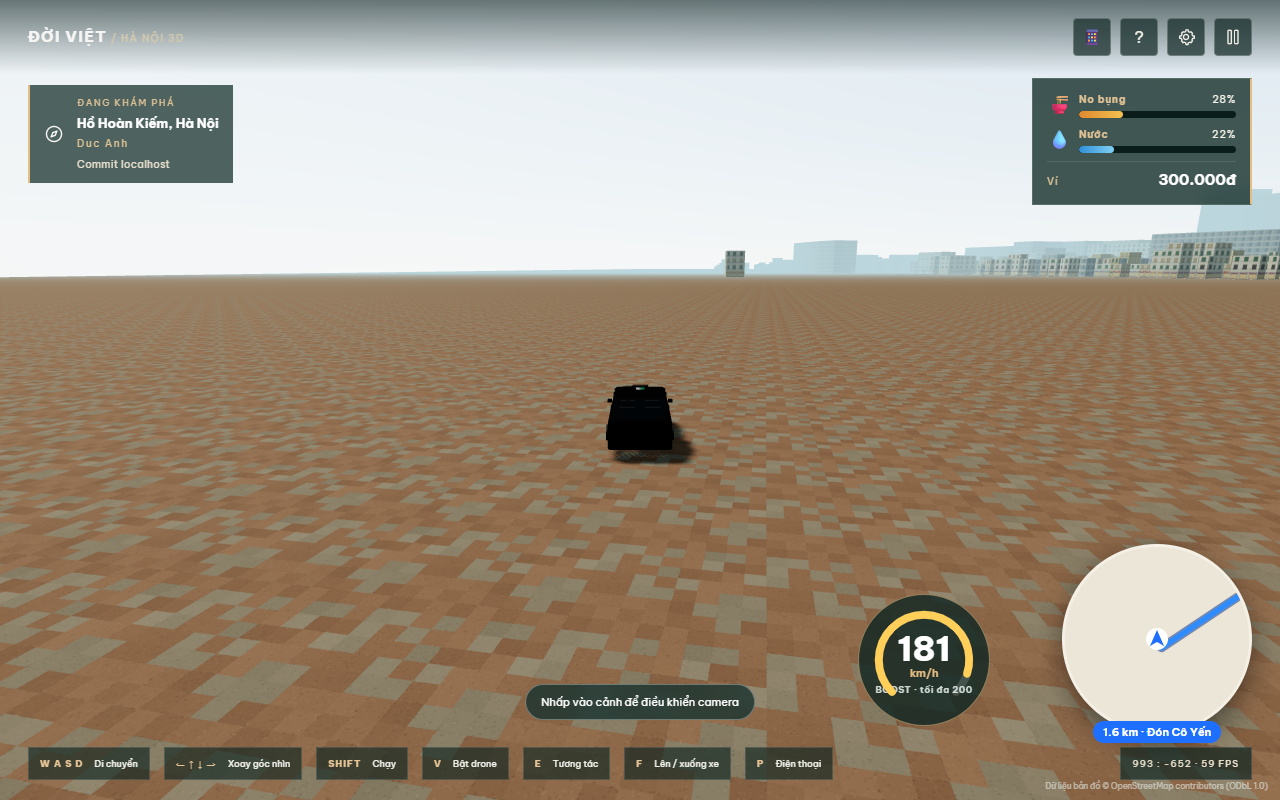 ĐỜI VIỆT / HÀ NỘI 3D
?
ĐANG KHÁM PHÁ
Hồ Hoàn Kiếm, Hà Nội
Duc Anh
Commit localhost
No bụng 28%
Nước 22%
Ví 300.000đ
181
km/h
BOOST · tối đa 200
Nhấp vào cảnh để điều khiển camera
1.6 km · Đón Cô Yến
W A S D Di chuyển
←↑↓→ Xoay góc nhìn
SHIFT Chạy
V Bật drone
E Tương tác
F Lên / xuống xe
P Điện thoại
993 : -652 · 59 FPS
Dữ liệu bản đồ © OpenStreetMap contributors (ODbL 1.0)